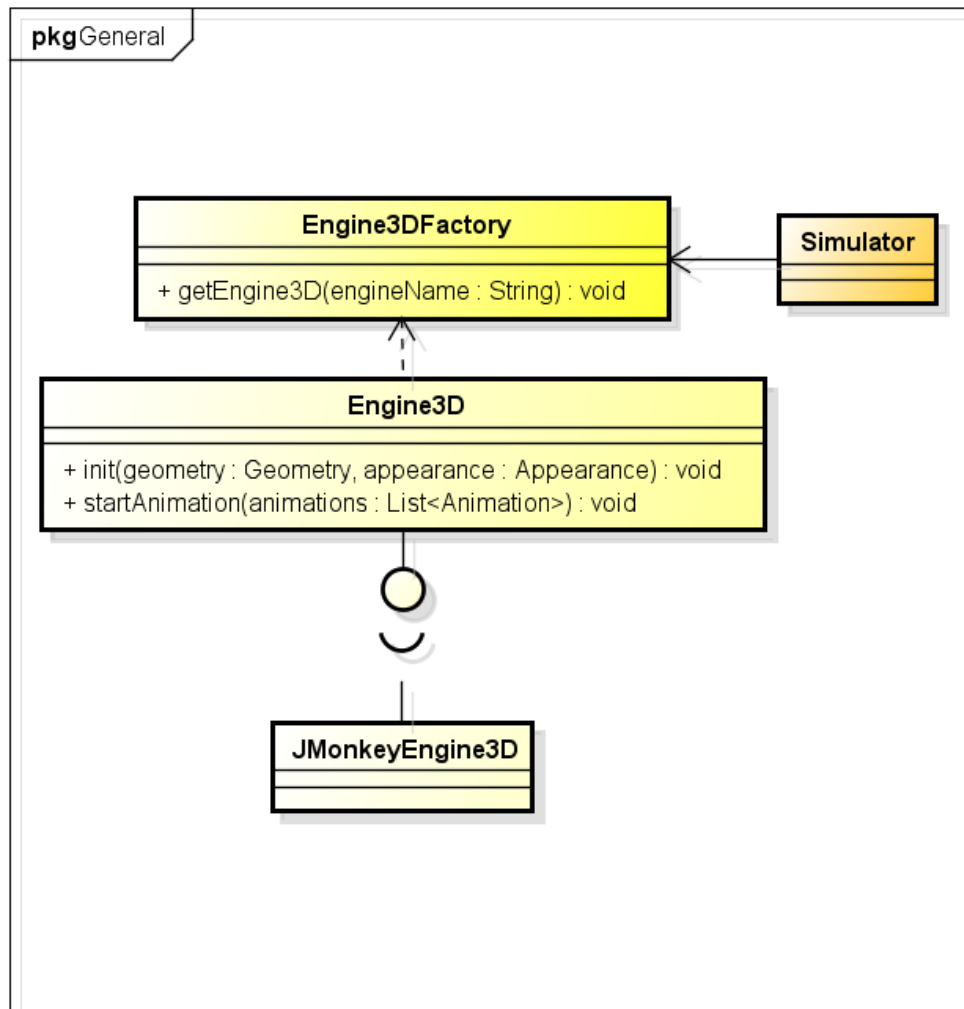 pkgGeneral
Engine3DFactory
+ getEngine3D(engineName : String) : void
Simulator
Engine3D
+ init(geometry : Geometry, appearance : Appearance) : void
+ startAnimation(animations : List<Animation>) : void
JMonkeyEngine3D